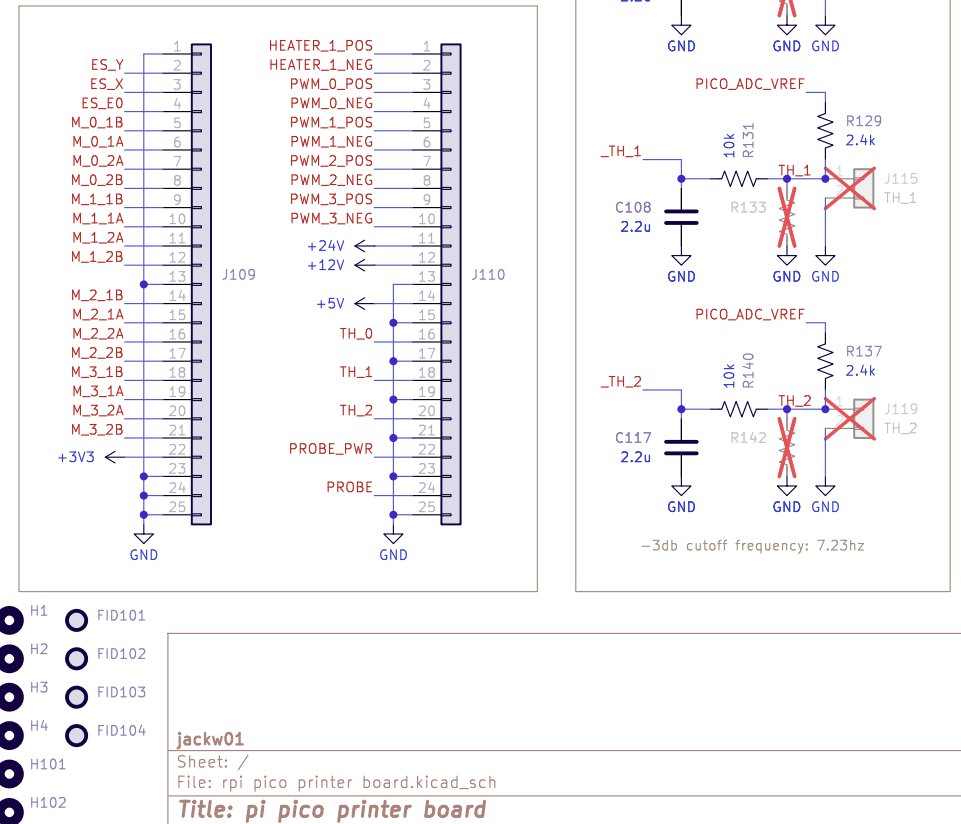 1
ES_Y 2
ES_X 3
ES_E0 4
M_0_1B 5
M_0_1A 6
M_0_2A 7
M_0_2B 8
M_1_1B 9
M_1_1A 10
M_1_2A 11
M_1_2B 12
13
M_2_1B 14
M_2_1A 15
M_2_2A 16
M_2_2B 17
M_3_1B 18
M_3_1A 19
M_3_2A 20
M_3_2B 21
+3V3 22
23
24
25
J109
GND
HEATER_1_POS 1
HEATER_1_NEG 2
PWM_0_POS 3
PWM_0_NEG 4
PWM_1_POS 5
PWM_1_NEG 6
PWM_2_POS 7
PWM_2_NEG 8
PWM_3_POS 9
PWM_3_NEG 10
+24V 11
+12V 12
13
+5V 14
15
TH_0 16
17
TH_1 18
19
TH_2 20
21
PROBE_PWR 22
23
PROBE 24
25
J110
GND
GND GND GND
PICO_ADC_VREF
R129
2.4k
10k
R131
_TH_1
TH_1
J115
TH_1
C108
2.2u
R133
GND GND GND
PICO_ADC_VREF
R137
2.4k
10k
R140
_TH_2
TH_2
J119
TH_2
C117
2.2u
R142
GND GND GND
-3db cutoff frequency: 7.23hz
H1 FID101
H2 FID102
H3 FID103
H4 FID104
H101
H102
jackw01
Sheet: /
File: rpi pico printer board.kicad_sch
Title: pi pico printer board